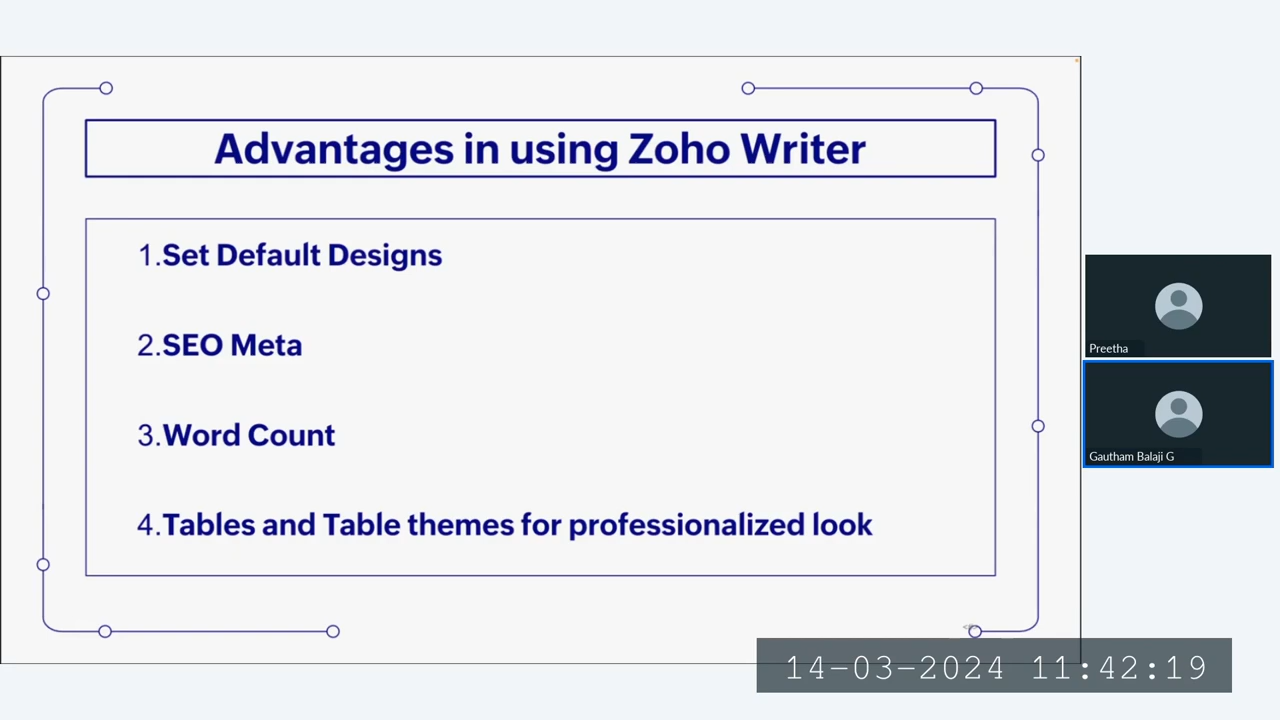 Advantages in using Zoho Writer
1.Set Default Designs
2.SEO Meta
3.Word Count
4.Tables and Table themes for professionalized look
Preetha
Gautham Balaji G
14-03-2024 11:42:19